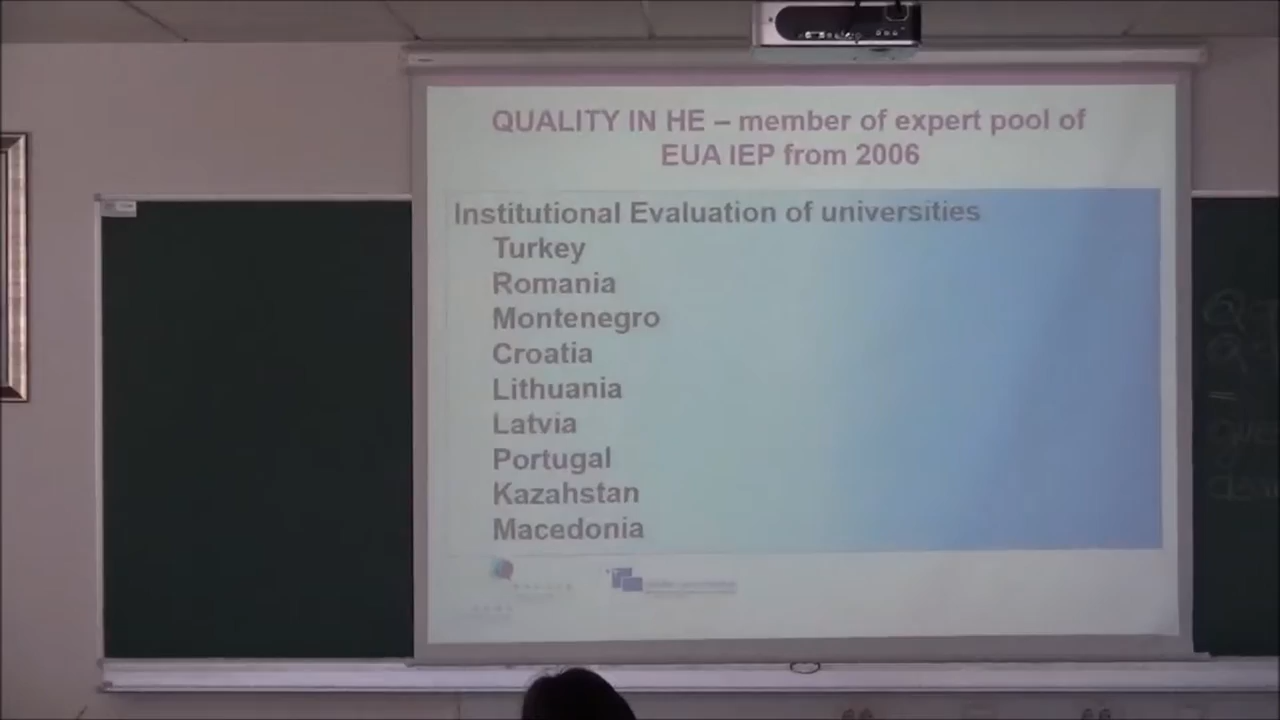 QUALITY IN HE – member of expert pool of
EUA IEP from 2006
Institutional Evaluation of universities
Turkey
Romania
Montenegro
Croatia
Lithuania
Latvia
Portugal
Kazahstan
Macedonia